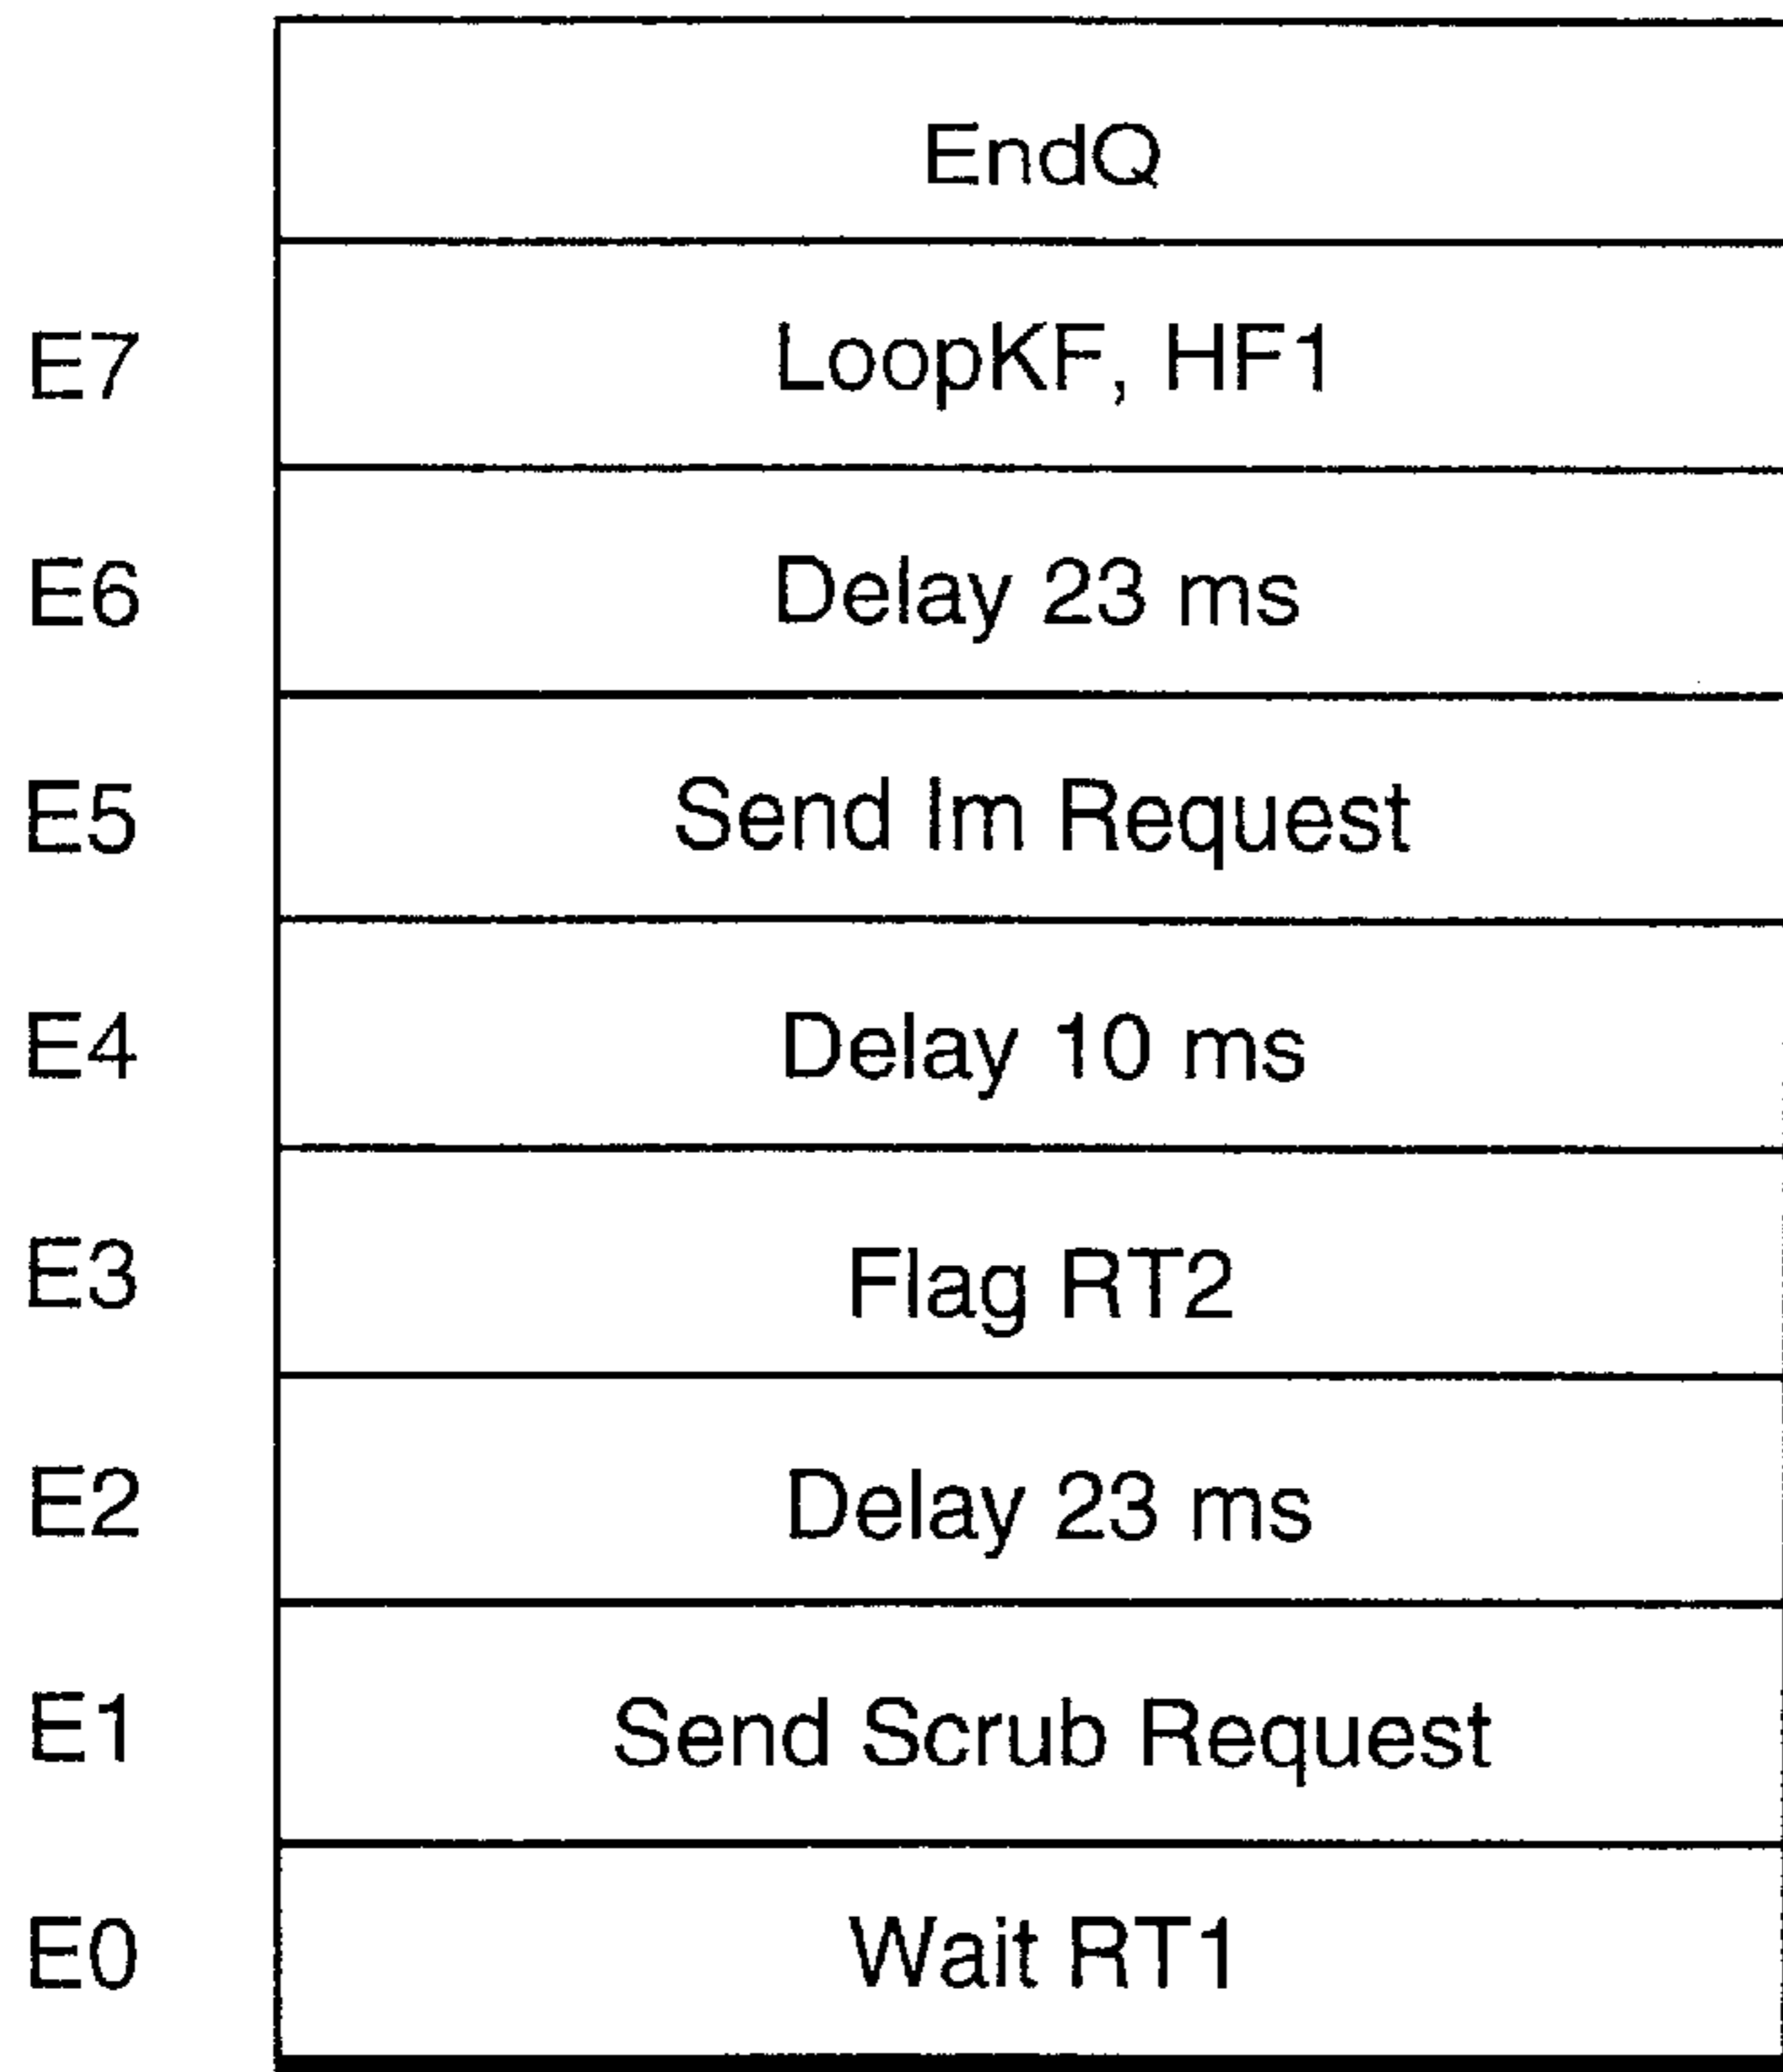 EndQ
E7 LoopKF, HF1
E6 Delay 23 ms
E5 Send Im Request
E4 Delay 10 ms
E3 Flag RT2
E2 Delay 23 ms
E1 Send Scrub Request
E0 Wait RT1